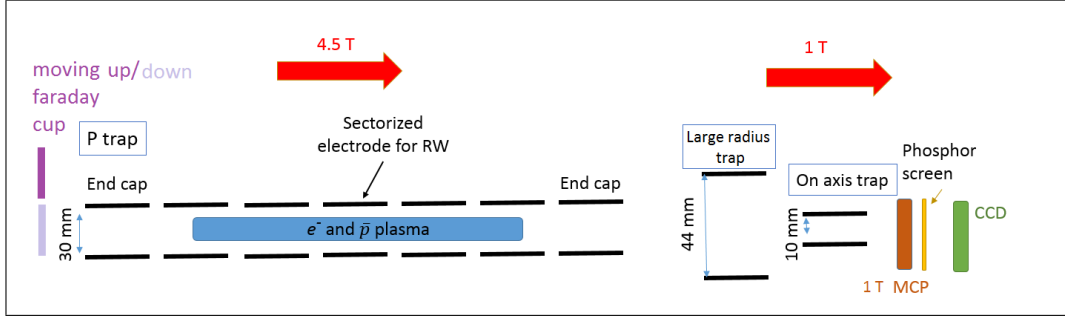 4.5 T
1 T
moving up/down
faraday
cup
P trap
Sectorized
electrode for RW
Large radius
trap
Phosphor
screen
On axis trap
End cap
End cap
CCD
30 mm
e⁻ and p̄ plasma
44 mm
10 mm
1 T MCP